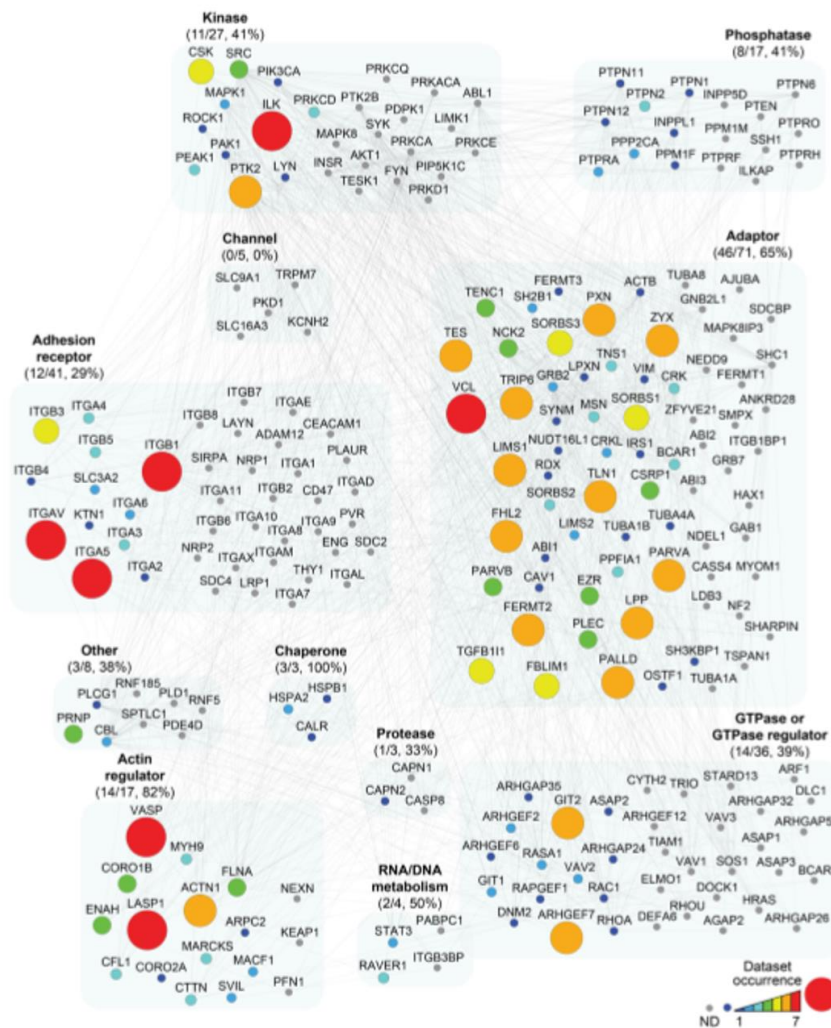 Kinase
(11/27, 41%)
CSK SRC
PIK3CA
PRKCQ
PRKACA
MAPK1
ILK
PRKCD
PTK2B
ABL1
PDPK1
ROCK1
SYK
LIMK1
MAPK8
PAK1
PRKCA
PRKCE
PEAK1
LYN
INSR
AKT1
PTK2
FYN
PIP5K1C
TESK1
PRKD1
Phosphatase
(8/17, 41%)
PTPN11
PTPN2
PTPN1
INPP5D
PTPN6
PTPN12
INPPL1
PTEN
PPM1M
PTPRO
PPP2CA
SSH1
PTPRA
PPM1F
PTPRF
PTPRH
ILKAP
Channel
(0/5, 0%)
SLC9A1
TRPM7
PKD1
SLC16A3
KCNH2
Adaptor
(46/71, 65%)
FERMT3
ACTB
TUBA8
AJUBA
TENC1
SH2B1
PXN
GNB2L1
SDCBP
SORBS3
ZYX
MAPK8IP3
TES
NCK2
TNS1
NEDD9
SHC1
LPXN
VIM
GRB2
CRK
FERMT1
VCL
TRIP6
SORBS1
ANKRD28
SYNM
MSN
ZFYVE21
SMPX
LIMS1
NUDT16L1
CRKL
IRS1
ABI2
ITGB1BP1
BCAR1
GRB7
RDX
TLN1
CSRP1
ABI3
SORBS2
HAX1
FHL2
LIMS2
TUBA4A
TUBA1B
GAB1
NDEL1
ABI1
PARVA
PPFIA1
CASS4
MYOM1
PARVB
CAV1
EZR
LDB3
NF2
FERMT2
LPP
PLEC
SHARPIN
TGFB1I1
FBLIM1
PALLD
SH3KBP1
TSPAN1
OSTF1
TUBA1A
Adhesion
receptor
(12/41, 29%)
ITGB3
ITGA4
ITGB7
ITGAE
ITGB8
LAYN
CEACAM1
ITGB5
ITGB1
ADAM12
PLAUR
ITGB4
SLC3A2
SIRPA
NRP1
ITGA1
ITGAD
ITGA11
ITGB2
CD47
ITGAV
KTN1
ITGA6
ITGA10
PVR
ITGB6
ITGA9
ITGA3
ITGA8
ITGA5
ENG
SDC2
NRP2
ITGAX
ITGAM
ITGA2
THY1
SDC4
LRP1
ITGAL
ITGA7
Other
(3/8, 38%)
RNF185
PLCG1
PLD1
RNF5
PRNP
SPTLC1
CBL
PDE4D
Chaperone
(3/3, 100%)
HSPA2
HSPB1
CALR
Protease
(1/3, 33%)
CAPN1
CAPN2
CASP8
GTPase or
GTPase regulator
(14/36, 39%)
ARHGAP35
CYTH2
TRIO
STARD13
ARF1
GIT2
ASAP2
DLC1
ARHGAP32
ARHGEF2
ARHGEF12
VAV3
ARHGAP5
ARHGEF6
ARHGAP24
TIAM1
ASAP1
RASA1
VAV1
SOS1
ASAP3
VAV2
BCAR
GIT1
ELMO1
RAPGEF1
RAC1
DOCK1
RHOU
HRAS
DNM2
ARHGEF7
RHOA
DEFA6
AGAP2
ARHGAP26
Actin
regulator
(14/17, 82%)
VASP
MYH9
CORO1B
FLNA
NEXN
ACTN1
ENAH
LASP1
ARPC2
KEAP1
MARCKS
CFL1
CORO2A
MACF1
CTTN
SVIL
PFN1
RNA/DNA
metabolism
(2/4, 50%)
STAT3
PABPC1
RAVER1
ITGB3BP
Dataset
occurrence
ND 1 7